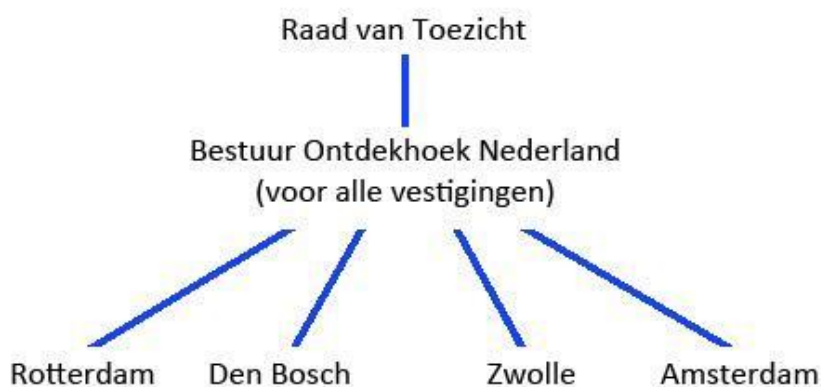 Raad van Toezicht
Bestuur Ontdekhoek Nederland
(voor alle vestigingen)
Rotterdam Den Bosch Zwolle Amsterdam